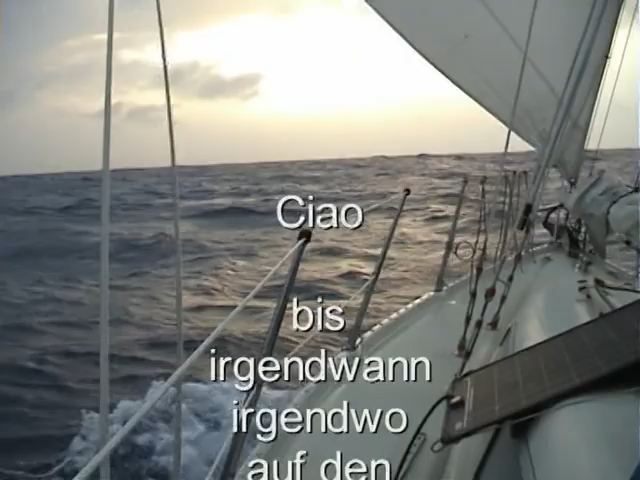 Ciao
bis
irgendwann
irgendwo
auf den